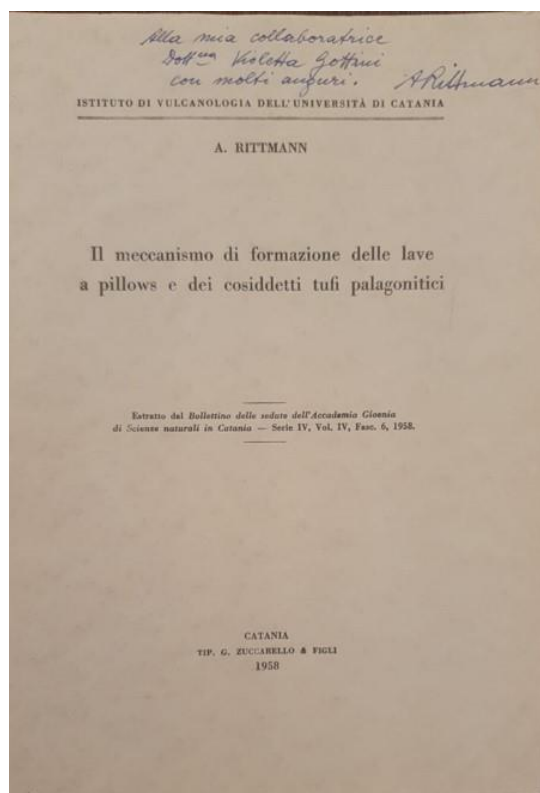 Alla mia collaboratrice
Dott.ssa Violetta Gottini
con molti auguri. ARittmann
ISTITUTO DI VULCANOLOGIA DELL'UNIVERSITÀ DI CATANIA
A. RITTMANN
Il meccanismo di formazione delle lave
a pillows e dei cosiddetti tufi palagonitici
Estratto dal Bollettino delle sedute dell'Accademia Gioenia
di Scienze naturali in Catania — Serie IV, Vol. IV, Fasc. 6, 1958.
CATANIA
TIP. G. ZUCCARELLO & FIGLI
1958